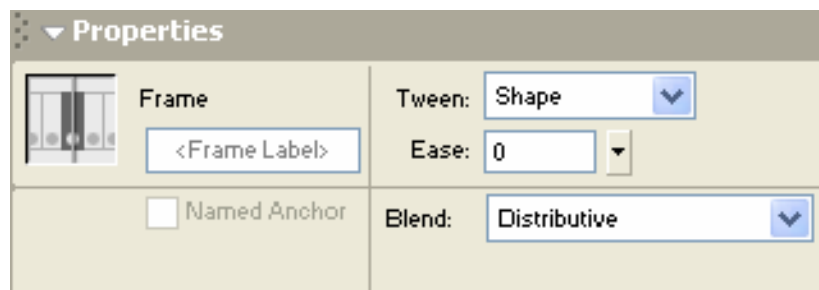 Properties
Frame
<Frame Label>
Named Anchor
Tween: Shape
Ease: 0
Blend: Distributive